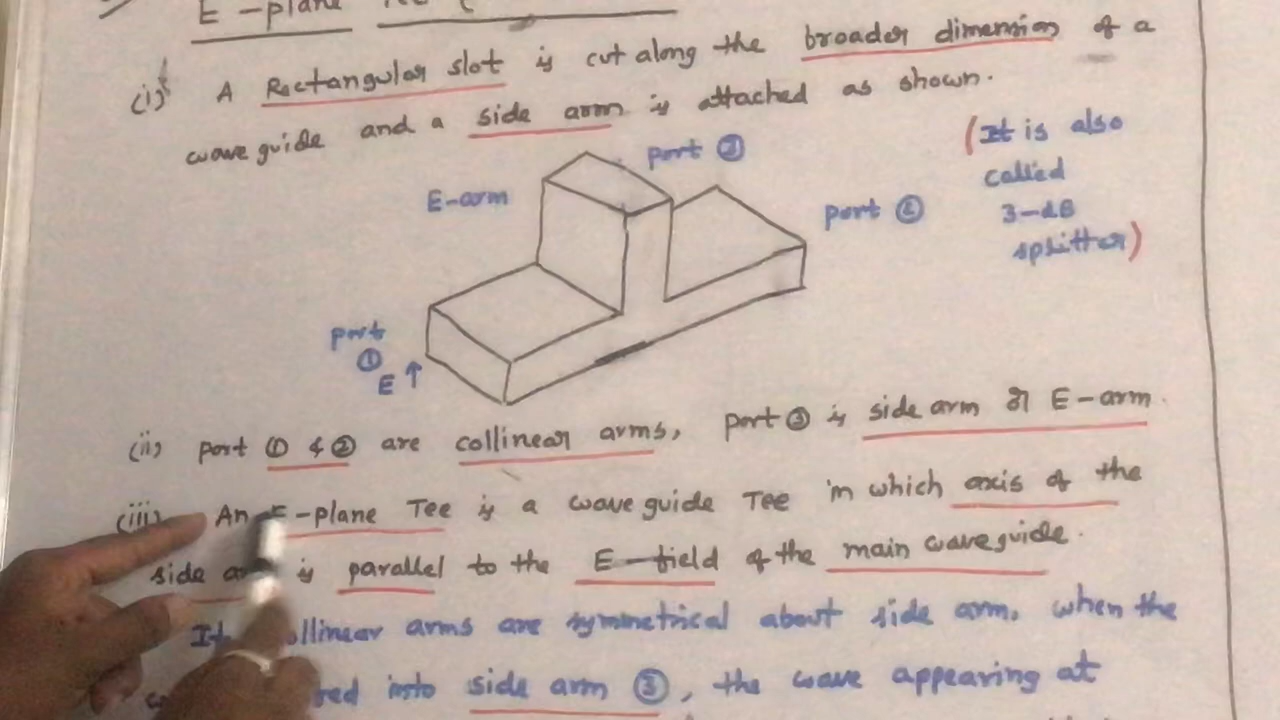 E-plane Tee (
(i) A Rectangular slot is cut along the broader dimension of a
waveguide and a side arm is attached as shown.
(It is also
called
3-dB
splitter)
port ③
E-arm
port ②
port
①
E ↑
(ii) port ① & ② are collinear arms, port ③ is side arm or E-arm.
(iii) An E-plane Tee is a waveguide Tee in which axis of the
side is parallel to the E-field of the main waveguide.
arms are symmetrical about side arm. when the
into side arm ③, the wave appearing at